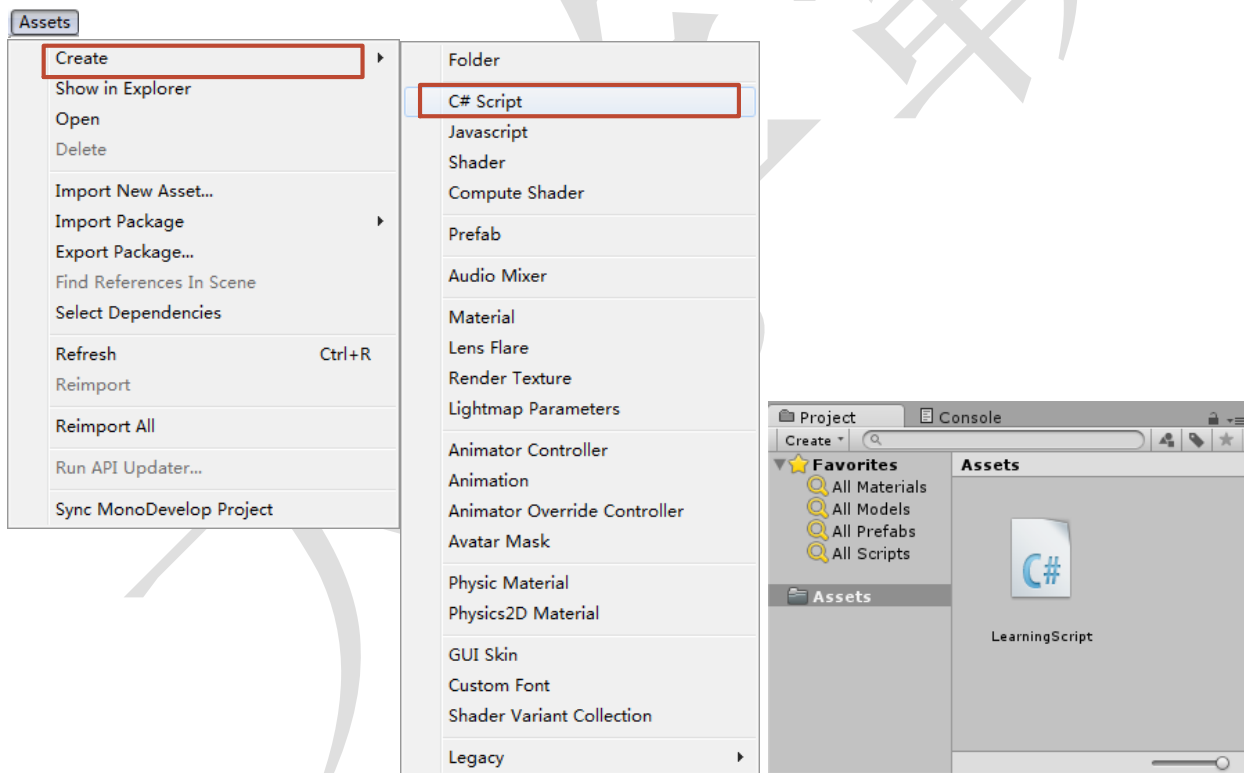 Assets
Create
Show in Explorer
Open
Delete
Import New Asset...
Import Package
Export Package...
Find References In Scene
Select Dependencies
Refresh Ctrl+R
Reimport
Reimport All
Run API Updater...
Sync MonoDevelop Project
Folder
C# Script
Javascript
Shader
Compute Shader
Prefab
Audio Mixer
Material
Lens Flare
Render Texture
Lightmap Parameters
Animator Controller
Animation
Animator Override Controller
Avatar Mask
Physic Material
Physics2D Material
GUI Skin
Custom Font
Shader Variant Collection
Legacy
Project Console
Create
Favorites
All Materials
All Models
All Prefabs
All Scripts
Assets
Assets
C#
LearningScript